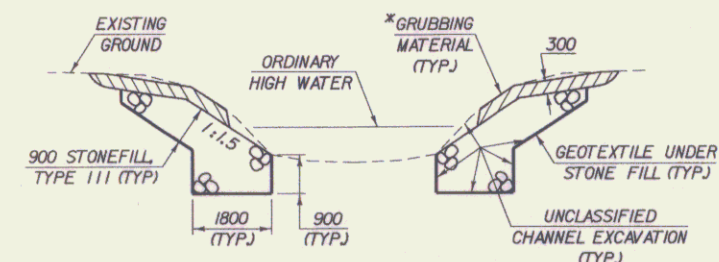 EXISTING
GROUND
ORDINARY
HIGH WATER
*GRUBBING
MATERIAL
(TYP.)
300
1:1.5
900 STONEFILL,
TYPE III (TYP.)
1800
(TYP.)
900
(TYP.)
GEOTEXTILE UNDER
STONE FILL (TYP.)
UNCLASSIFIED
CHANNEL EXCAVATION
(TYP.)